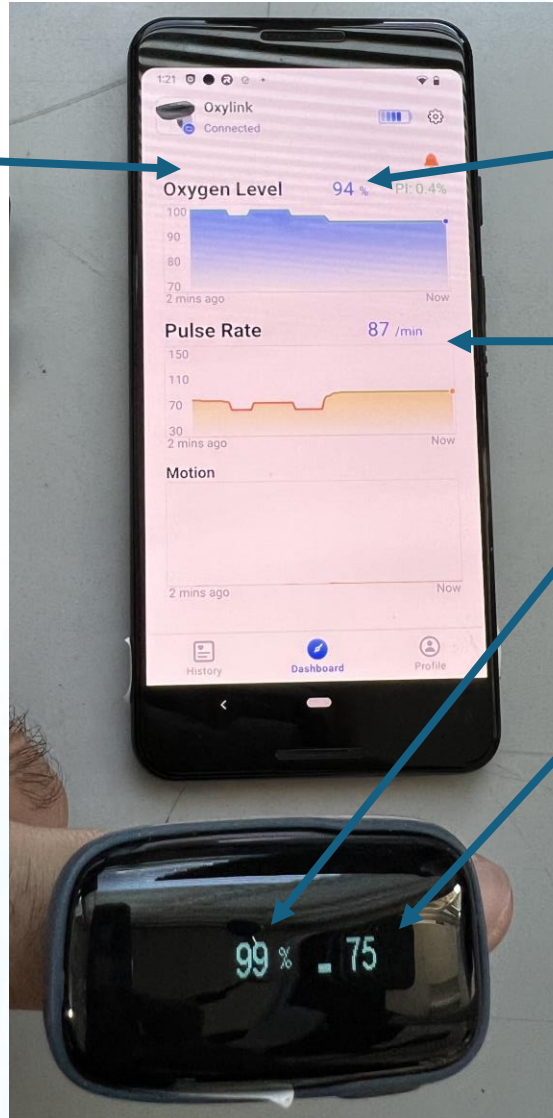 1:21
Oxylink
Connected
Oxygen Level 94 % PI: 0.4%
100
90
80
70
2 mins ago Now
Pulse Rate 87 /min
150
110
70
30
2 mins ago Now
Motion
2 mins ago Now
History Dashboard Profile
99 % 75